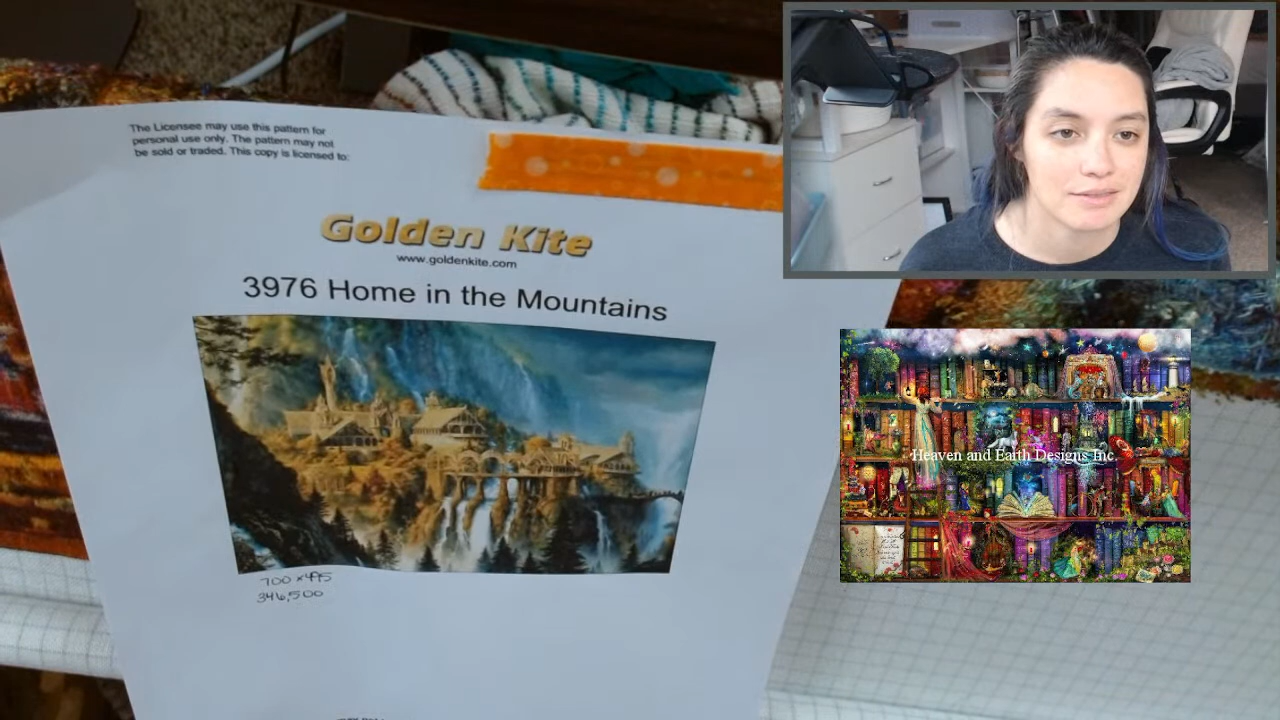 The Licensee may use this pattern for
personal use only. The pattern may not
be sold or traded. This copy is licensed to:
Golden Kite
www.goldenkite.com
3976 Home in the Mountains
700 x 495
346,500
Heaven and Earth Designs Inc.